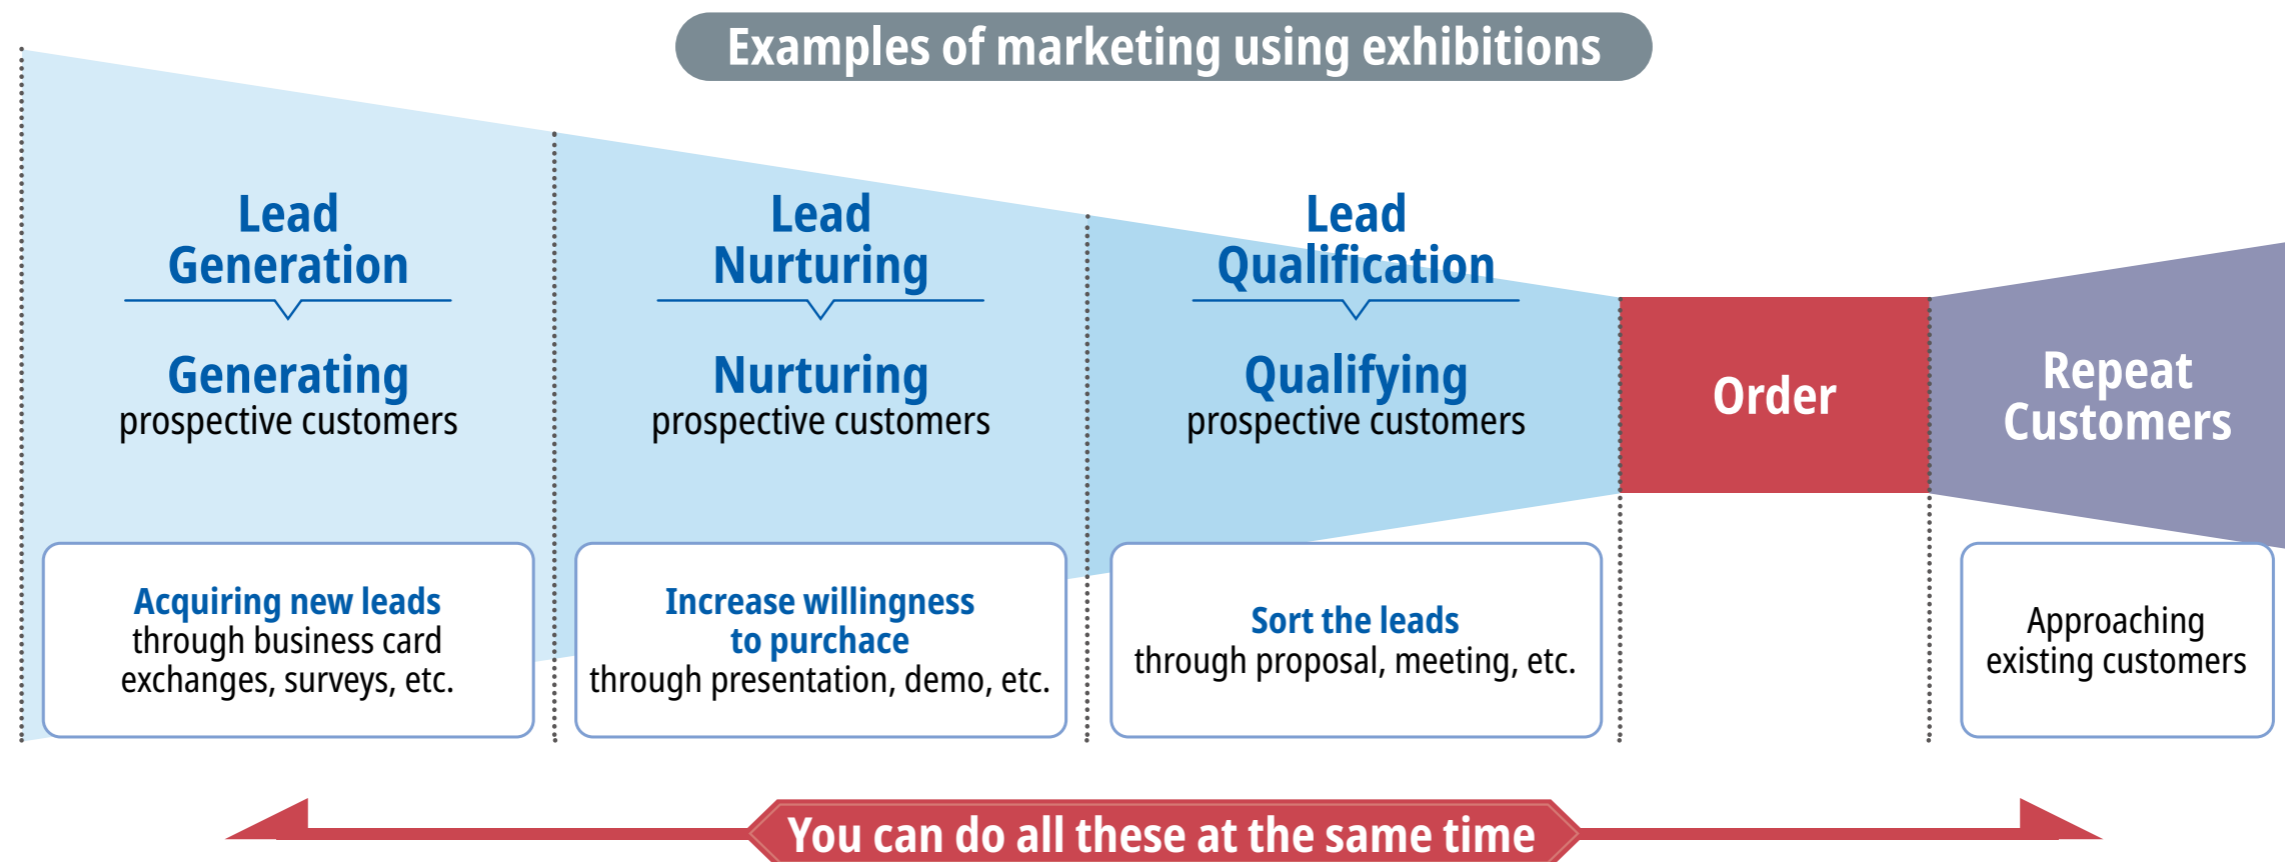 Examples of marketing using exhibitions
Lead
Generation
Generating
prospective customers
Acquiring new leads
through business card
exchanges, surveys, etc.
Lead
Nurturing
Nurturing
prospective customers
Increase willingness
to purchace
through presentation, demo, etc.
Lead
Qualification
Qualifying
prospective customers
Sort the leads
through proposal, meeting, etc.
Order
Repeat
Customers
Approaching
existing customers
You can do all these at the same time